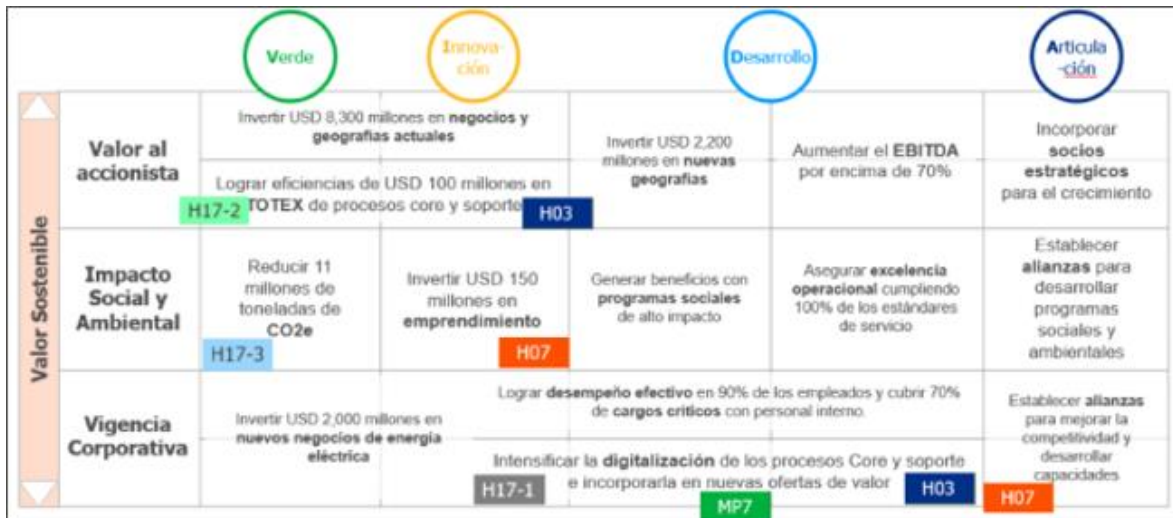 Verde
Innova-
ción
Desarrollo
Articula
-ción
Valor Sostenible
Valor al
accionista
Invertir USD 8,300 millones en negocios y
geografías actuales
Lograr eficiencias de USD 100 millones en
TOTEX de procesos core y soporte
H17-2
H03
Invertir USD 2,200
millones en nuevas
geografías
Aumentar el EBITDA
por encima de 70%
Incorporar
socios
estratégicos
para el crecimiento
Impacto
Social y
Ambiental
Reducir 11
millones de
toneladas de
CO2e
H17-3
Invertir USD 150
millones en
emprendimiento
H07
Generar beneficios con
programas sociales
de alto impacto
Asegurar excelencia
operacional cumpliendo
100% de los estándares
de servicio
Establecer
alianzas para
desarrollar
programas
sociales y
ambientales
Vigencia
Corporativa
Invertir USD 2,000 millones en
nuevos negocios de energía
eléctrica
Lograr desempeño efectivo en 90% de los empleados y cubrir 70%
de cargos críticos con personal interno.
Intensificar la digitalización de los procesos Core y soporte
e incorporarla en nuevas ofertas de valor
H17-1
MP7
H03
Establecer alianzas
para mejorar la
competitividad y
desarrollar
capacidades
H07